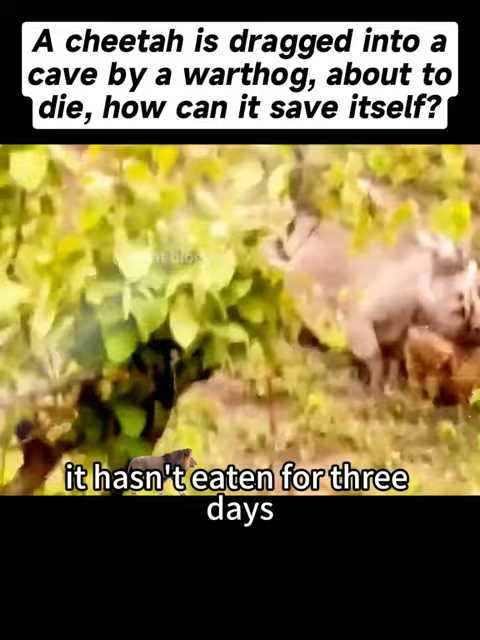 A cheetah is dragged into a
cave by a warthog, about to
die, how can it save itself?
it hasn't eaten for three
days